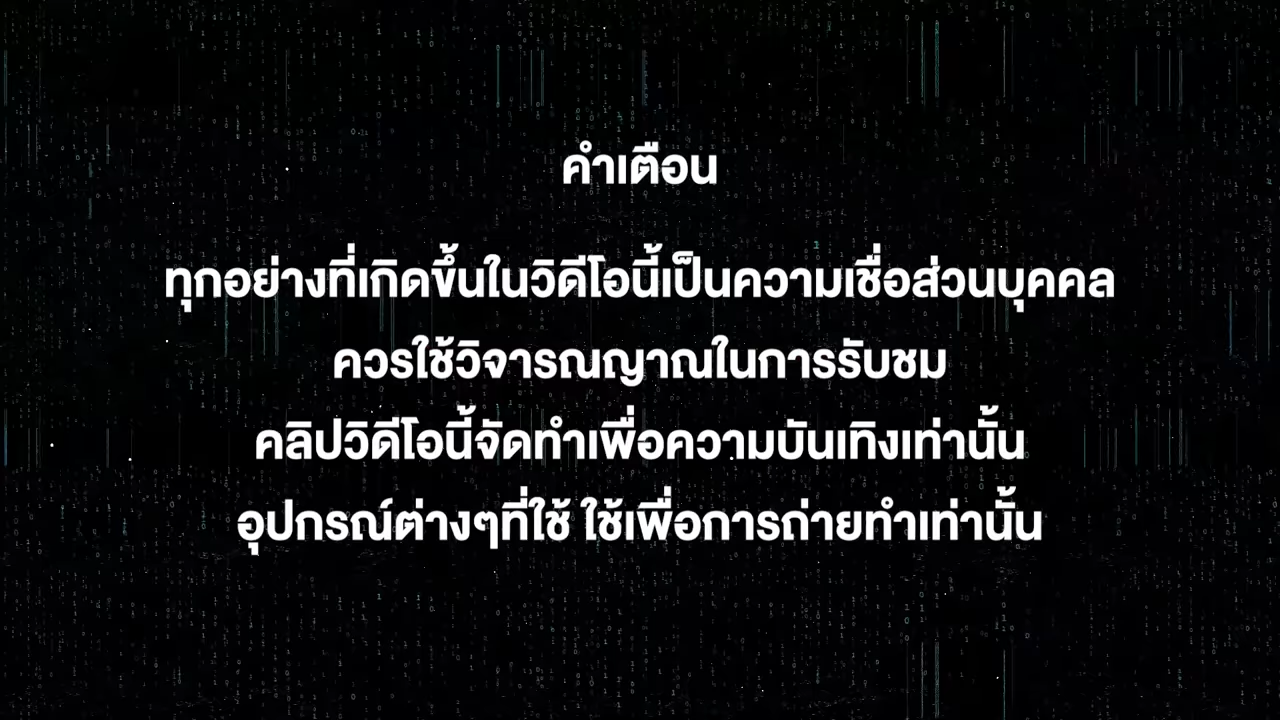 คำเตือน
ทุกอย่างที่เกิดขึ้นในวิดีโอนี้เป็นความเชื่อส่วนบุคคล
ควรใช้วิจารณญาณในการรับชม
คลิปวิดีโอนี้จัดทำเพื่อความบันเทิงเท่านั้น
อุปกรณ์ต่างๆที่ใช้ ใช้เพื่อการถ่ายทำเท่านั้น